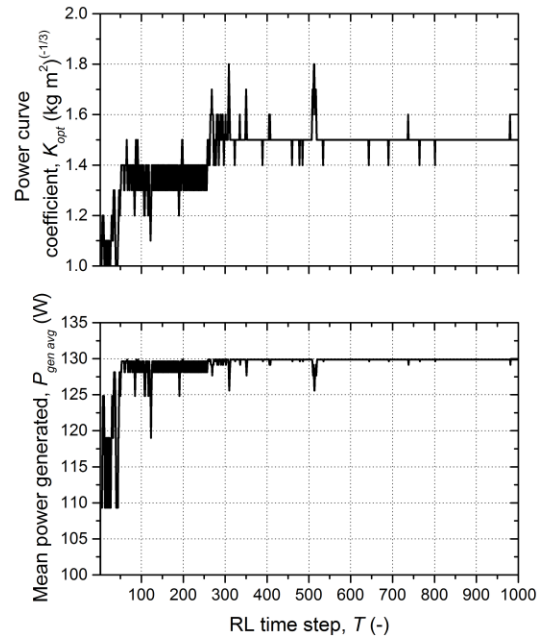 Power curve
coefficient, K_opt (kg m²)^(-1/3)
2.0
1.8
1.6
1.4
1.2
1.0
Mean power generated, P_gen avg (W)
135
130
125
120
115
110
105
100
100 200 300 400 500 600 700 800 900 1000
RL time step, T (-)